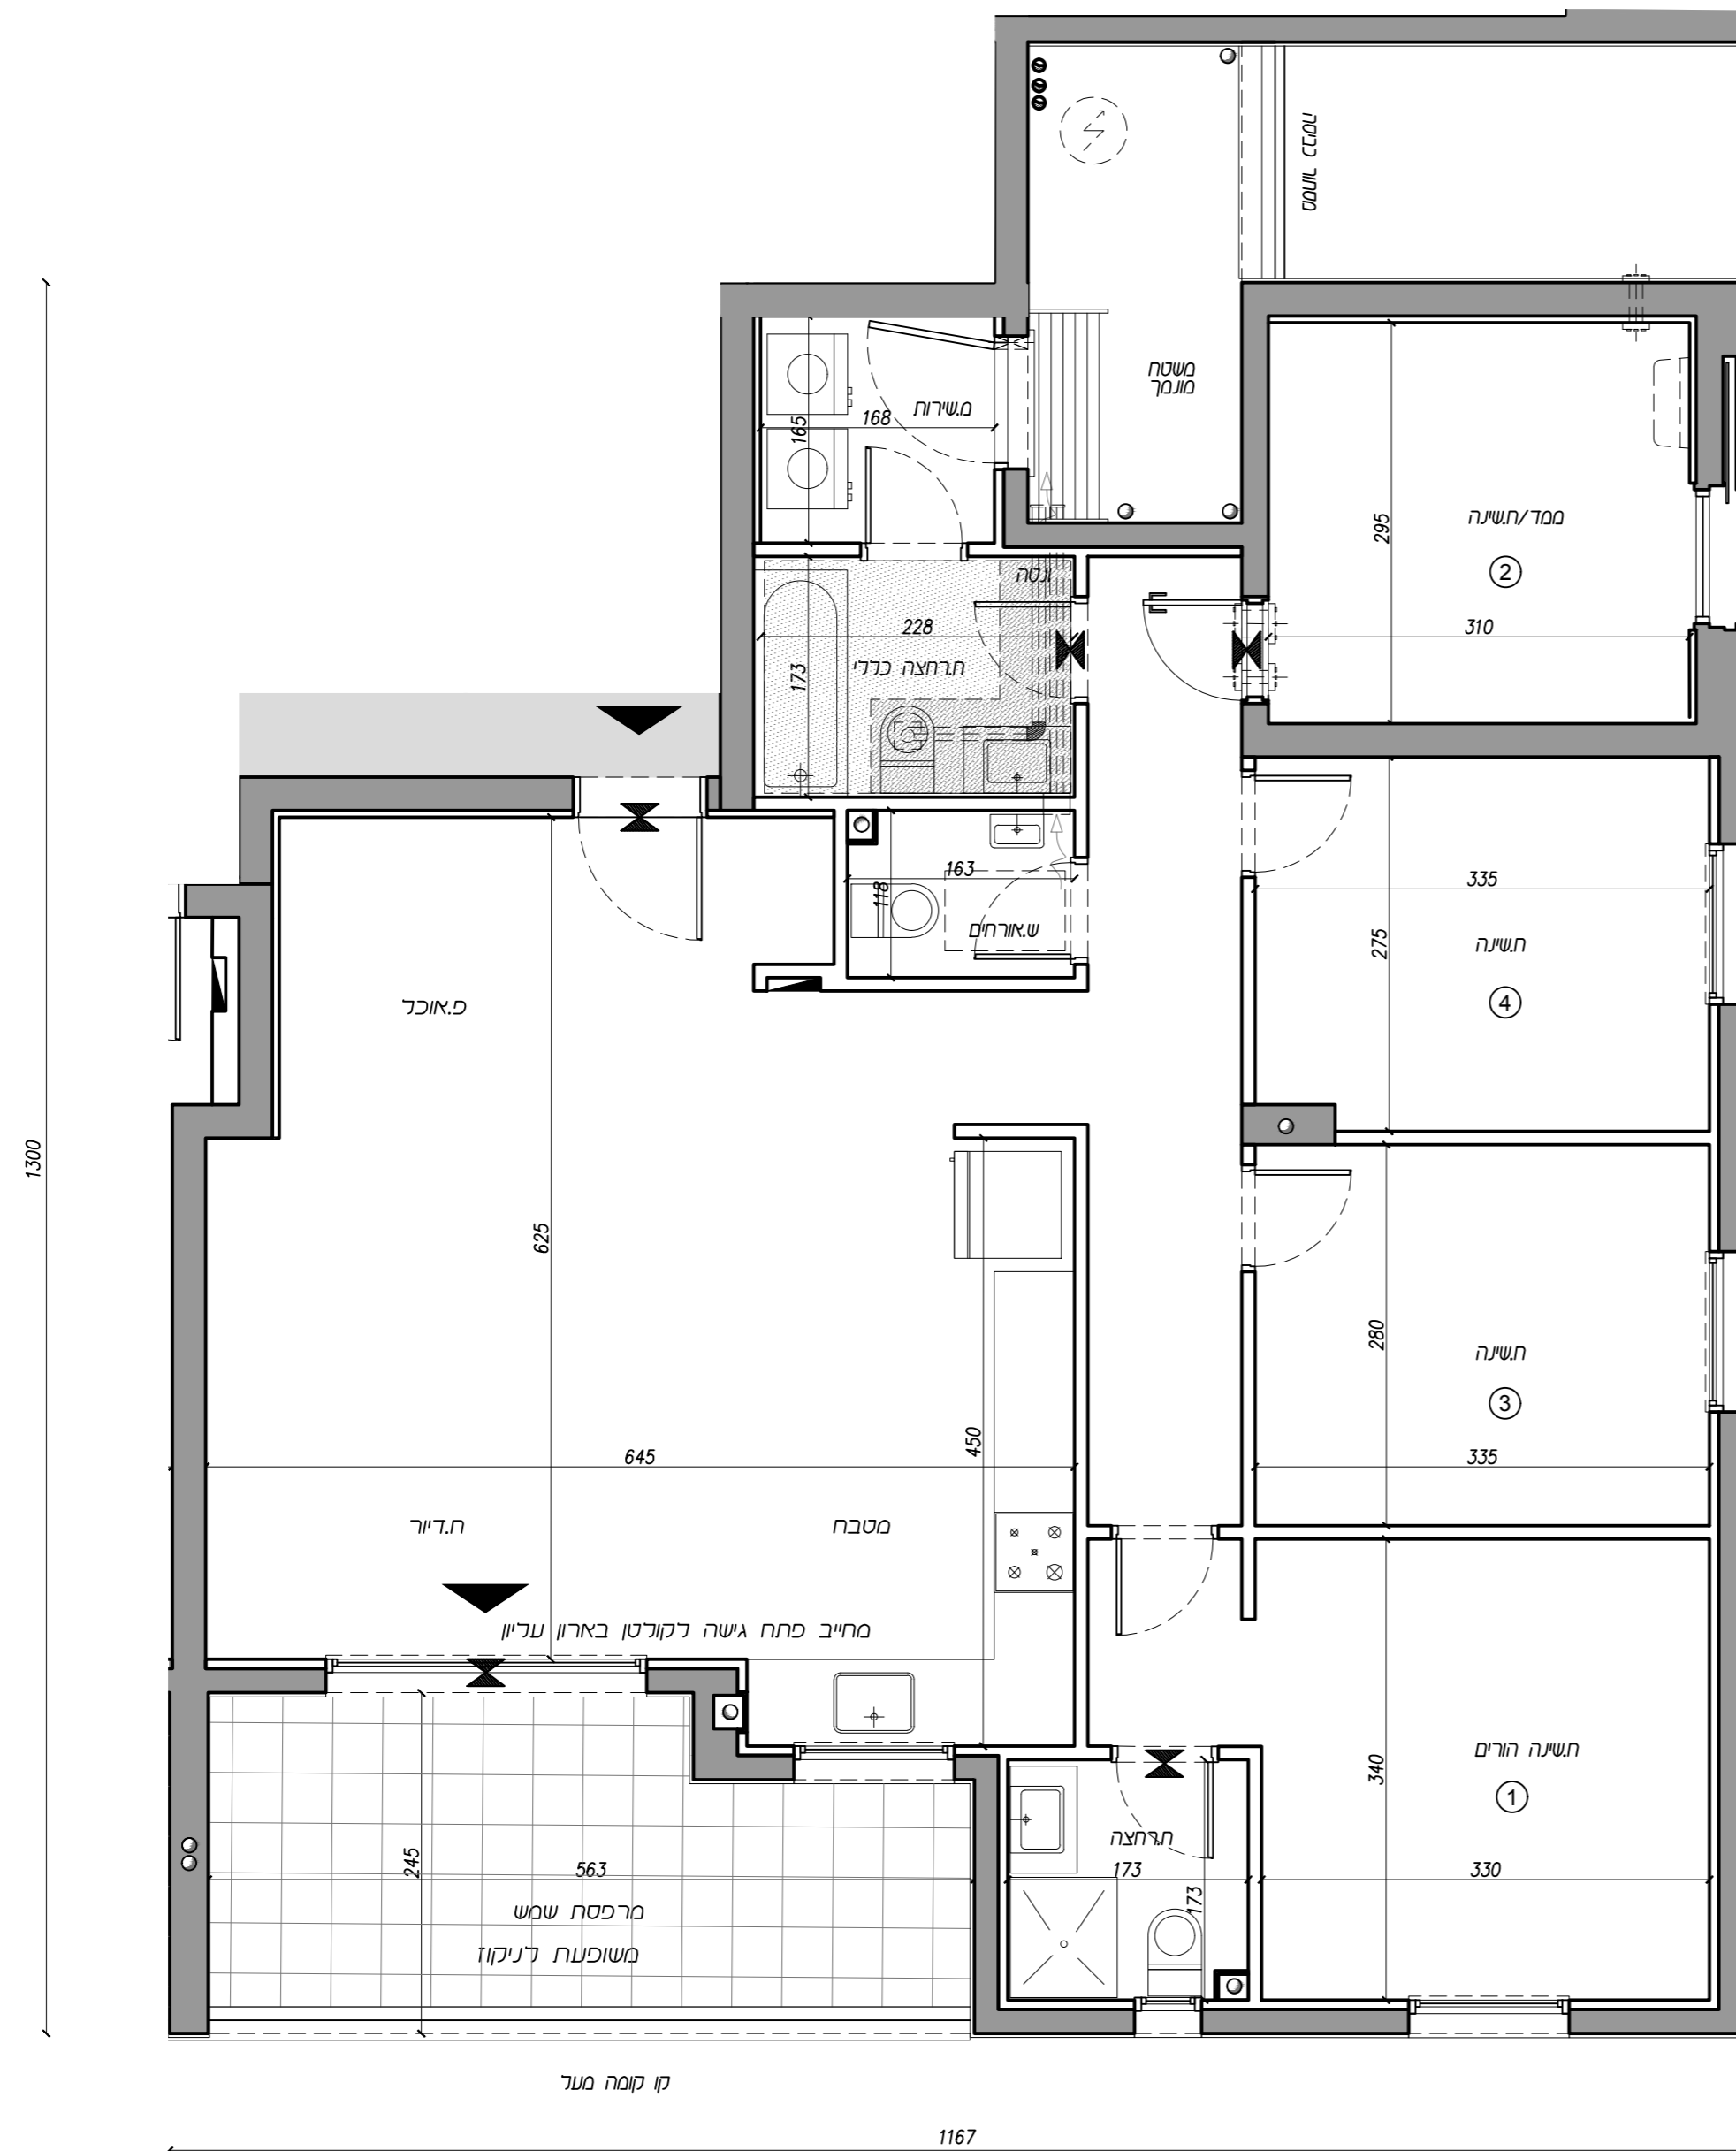 מסתור כביסה
משטח
מונמך
מ.שירות
168
165
ממד/ח.שינה
2
295
310
ונטה
228
ח.רחצה כללי
173
163
118
ש.אורחים
335
275
ח.שינה
4
פ.אוכל
1300
625
280
ח.שינה
3
450
645
335
ח.דיור
מטבח
מחייב פתח גישה לקולטן בארון עליון
340
ח.שינה הורים
1
ח.רחצה
245
563
173
173
330
מרפסת שמש
משופעת לניקוז
קו קומה מעל
1167